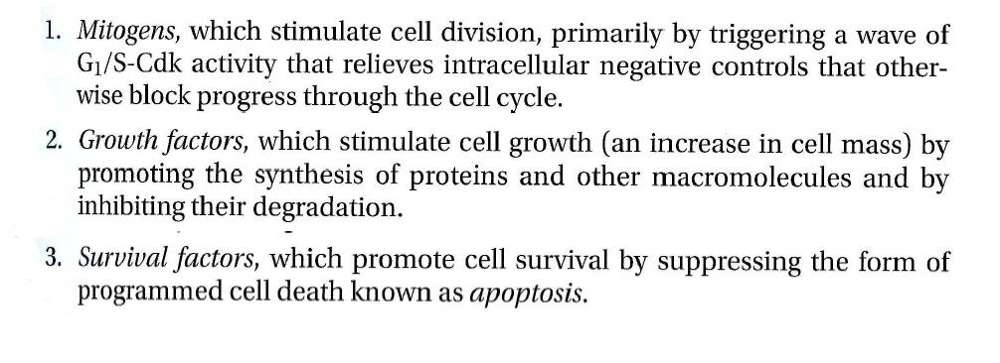 1. Mitogens, which stimulate cell division, primarily by triggering a wave of
G₁/S-Cdk activity that relieves intracellular negative controls that other-
wise block progress through the cell cycle.
2. Growth factors, which stimulate cell growth (an increase in cell mass) by
promoting the synthesis of proteins and other macromolecules and by
inhibiting their degradation.
3. Survival factors, which promote cell survival by suppressing the form of
programmed cell death known as apoptosis.